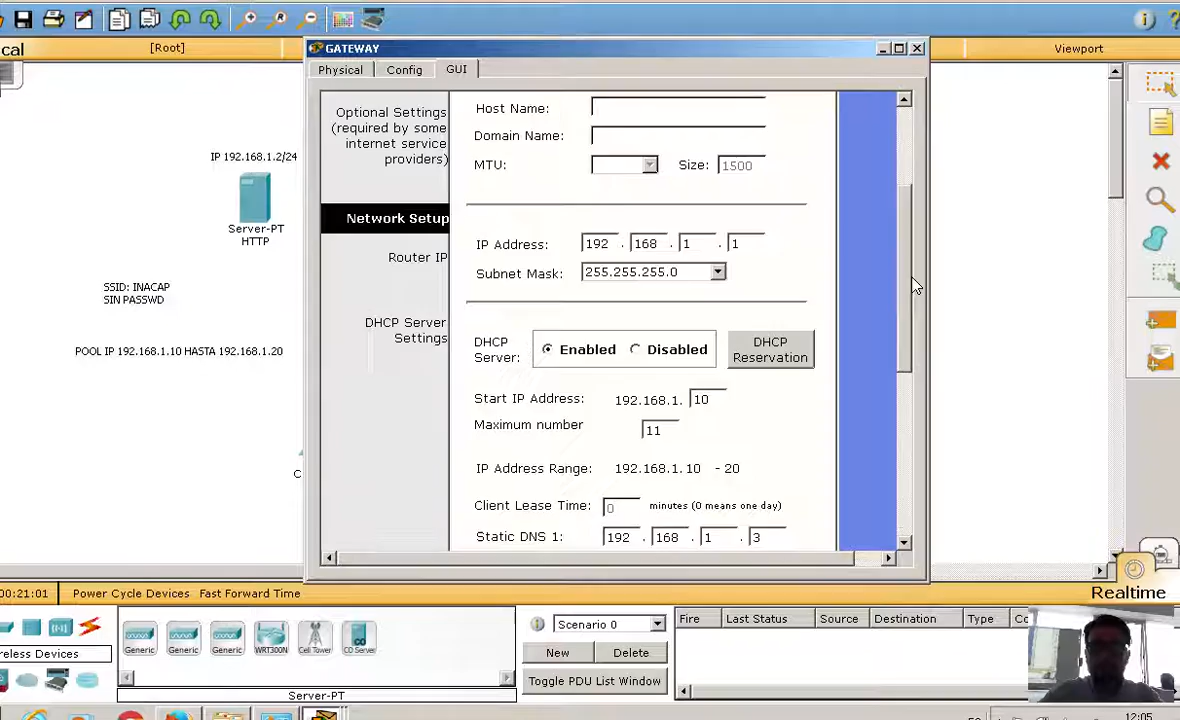 GATEWAY
cal
[Root]
Viewport
Physical
Config
GUI
Optional Settings
(required by some
internet service
providers)
Host Name:
Domain Name:
MTU:
Size:
1500
Network Setup
Router IP
IP Address:
192 . 168 . 1 . 1
Subnet Mask:
255.255.255.0
DHCP Server
Settings
DHCP
Server:
Enabled
Disabled
DHCP
Reservation
Start IP Address:
192.168.1.
10
Maximum number
11
IP Address Range:
192.168.1. 10 - 20
Client Lease Time:
0
minutes (0 means one day)
Static DNS 1:
192 . 168 . 1 . 3
IP 192.168.1.2/24
Server-PT
HTTP
SSID: INACAP
SIN PASSWD
POOL IP 192.168.1.10 HASTA 192.168.1.20
C
00:21:01
Power Cycle Devices
Fast Forward Time
Realtime
reless Devices
Generic
Generic
Generic
WRT300N
Cell Tower
CO Server
Server-PT
Scenario 0
New
Delete
Toggle PDU List Window
Fire
Last Status
Source
Destination
Type
Co
12:05